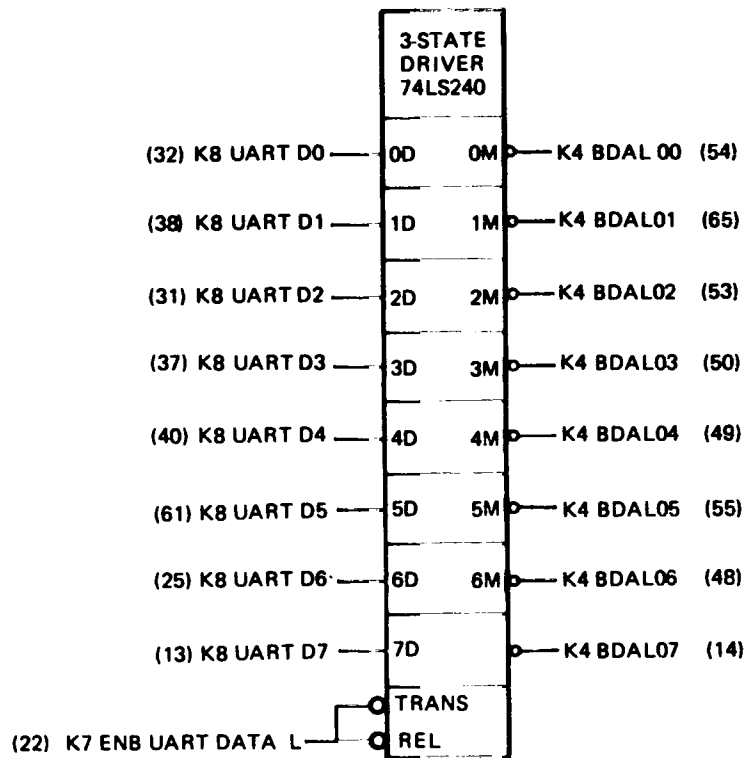 3-STATE
DRIVER
74LS240
(32) K8 UART D0 0D 0M K4 BDAL 00 (54)
(38) K8 UART D1 1D 1M K4 BDAL01 (65)
(31) K8 UART D2 2D 2M K4 BDAL02 (53)
(37) K8 UART D3 3D 3M K4 BDAL03 (50)
(40) K8 UART D4 4D 4M K4 BDAL04 (49)
(61) K8 UART D5 5D 5M K4 BDAL05 (55)
(25) K8 UART D6 6D 6M K4 BDAL06 (48)
(13) K8 UART D7 7D K4 BDAL07 (14)
TRANS
(22) K7 ENB UART DATA L REL